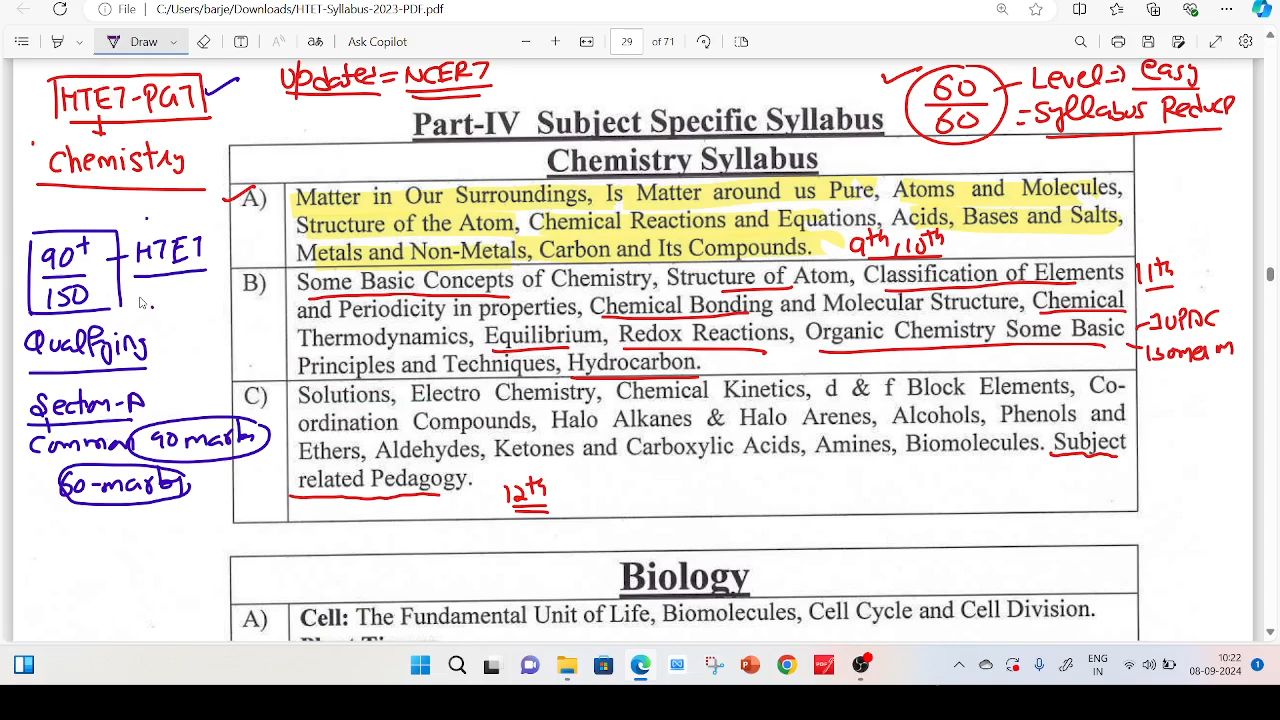 File C:/Users/barje/Downloads/HTET-Syllabus-2023-PDF.pdf
Draw Ask Copilot 29 of 71
HTET-PGT
Chemistry
Updated = NCERT
60/60
Level => easy
= Syllabus Reduce
Part-IV Subject Specific Syllabus
Chemistry Syllabus
A) Matter in Our Surroundings, Is Matter around us Pure, Atoms and Molecules,
Structure of the Atom, Chemical Reactions and Equations, Acids, Bases and Salts,
Metals and Non-Metals, Carbon and Its Compounds.
9th, 10th
B) Some Basic Concepts of Chemistry, Structure of Atom, Classification of Elements
and Periodicity in properties, Chemical Bonding and Molecular Structure, Chemical
Thermodynamics, Equilibrium, Redox Reactions, Organic Chemistry Some Basic
Principles and Techniques, Hydrocarbon.
11th
IUPAC
Isomerism
C) Solutions, Electro Chemistry, Chemical Kinetics, d & f Block Elements, Co-
ordination Compounds, Halo Alkanes & Halo Arenes, Alcohols, Phenols and
Ethers, Aldehydes, Ketones and Carboxylic Acids, Amines, Biomolecules. Subject
related Pedagogy.
12th
90+/150
HTET
Qualifying
Section-A
Common 90 marks
60-marks
Biology
A) Cell: The Fundamental Unit of Life, Biomolecules, Cell Cycle and Cell Division.
ENG
IN
10:22
08-09-2024